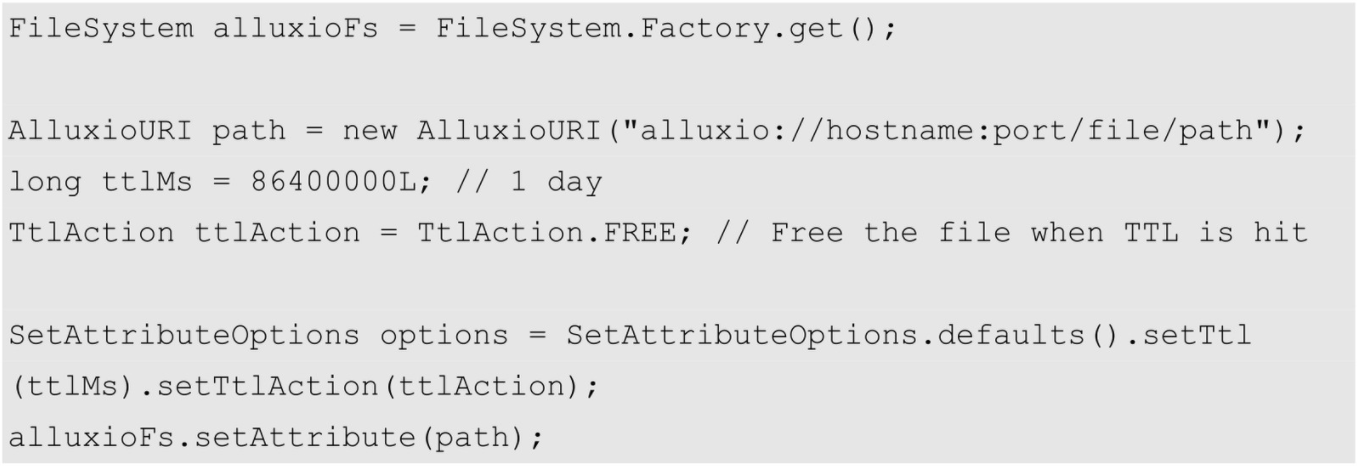 FileSystem alluxioFs = FileSystem.Factory.get();
AlluxioURI path = new AlluxioURI("alluxio://hostname:port/file/path");
long ttlMs = 86400000L; // 1 day
TtlAction ttlAction = TtlAction.FREE; // Free the file when TTL is hit
SetAttributeOptions options = SetAttributeOptions.defaults().setTtl
(ttlMs).setTtlAction(ttlAction);
alluxioFs.setAttribute(path);